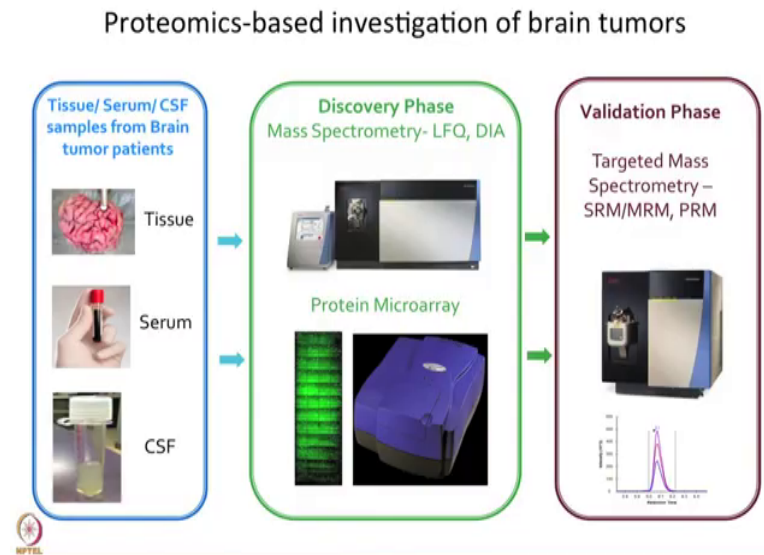 Proteomics-based investigation of brain tumors
Tissue/ Serum/ CSF
samples from Brain
tumor patients
Tissue
Serum
CSF
Discovery Phase
Mass Spectrometry- LFQ, DIA
Protein Microarray
Validation Phase
Targeted Mass
Spectrometry –
SRM/MRM, PRM
NPTEL